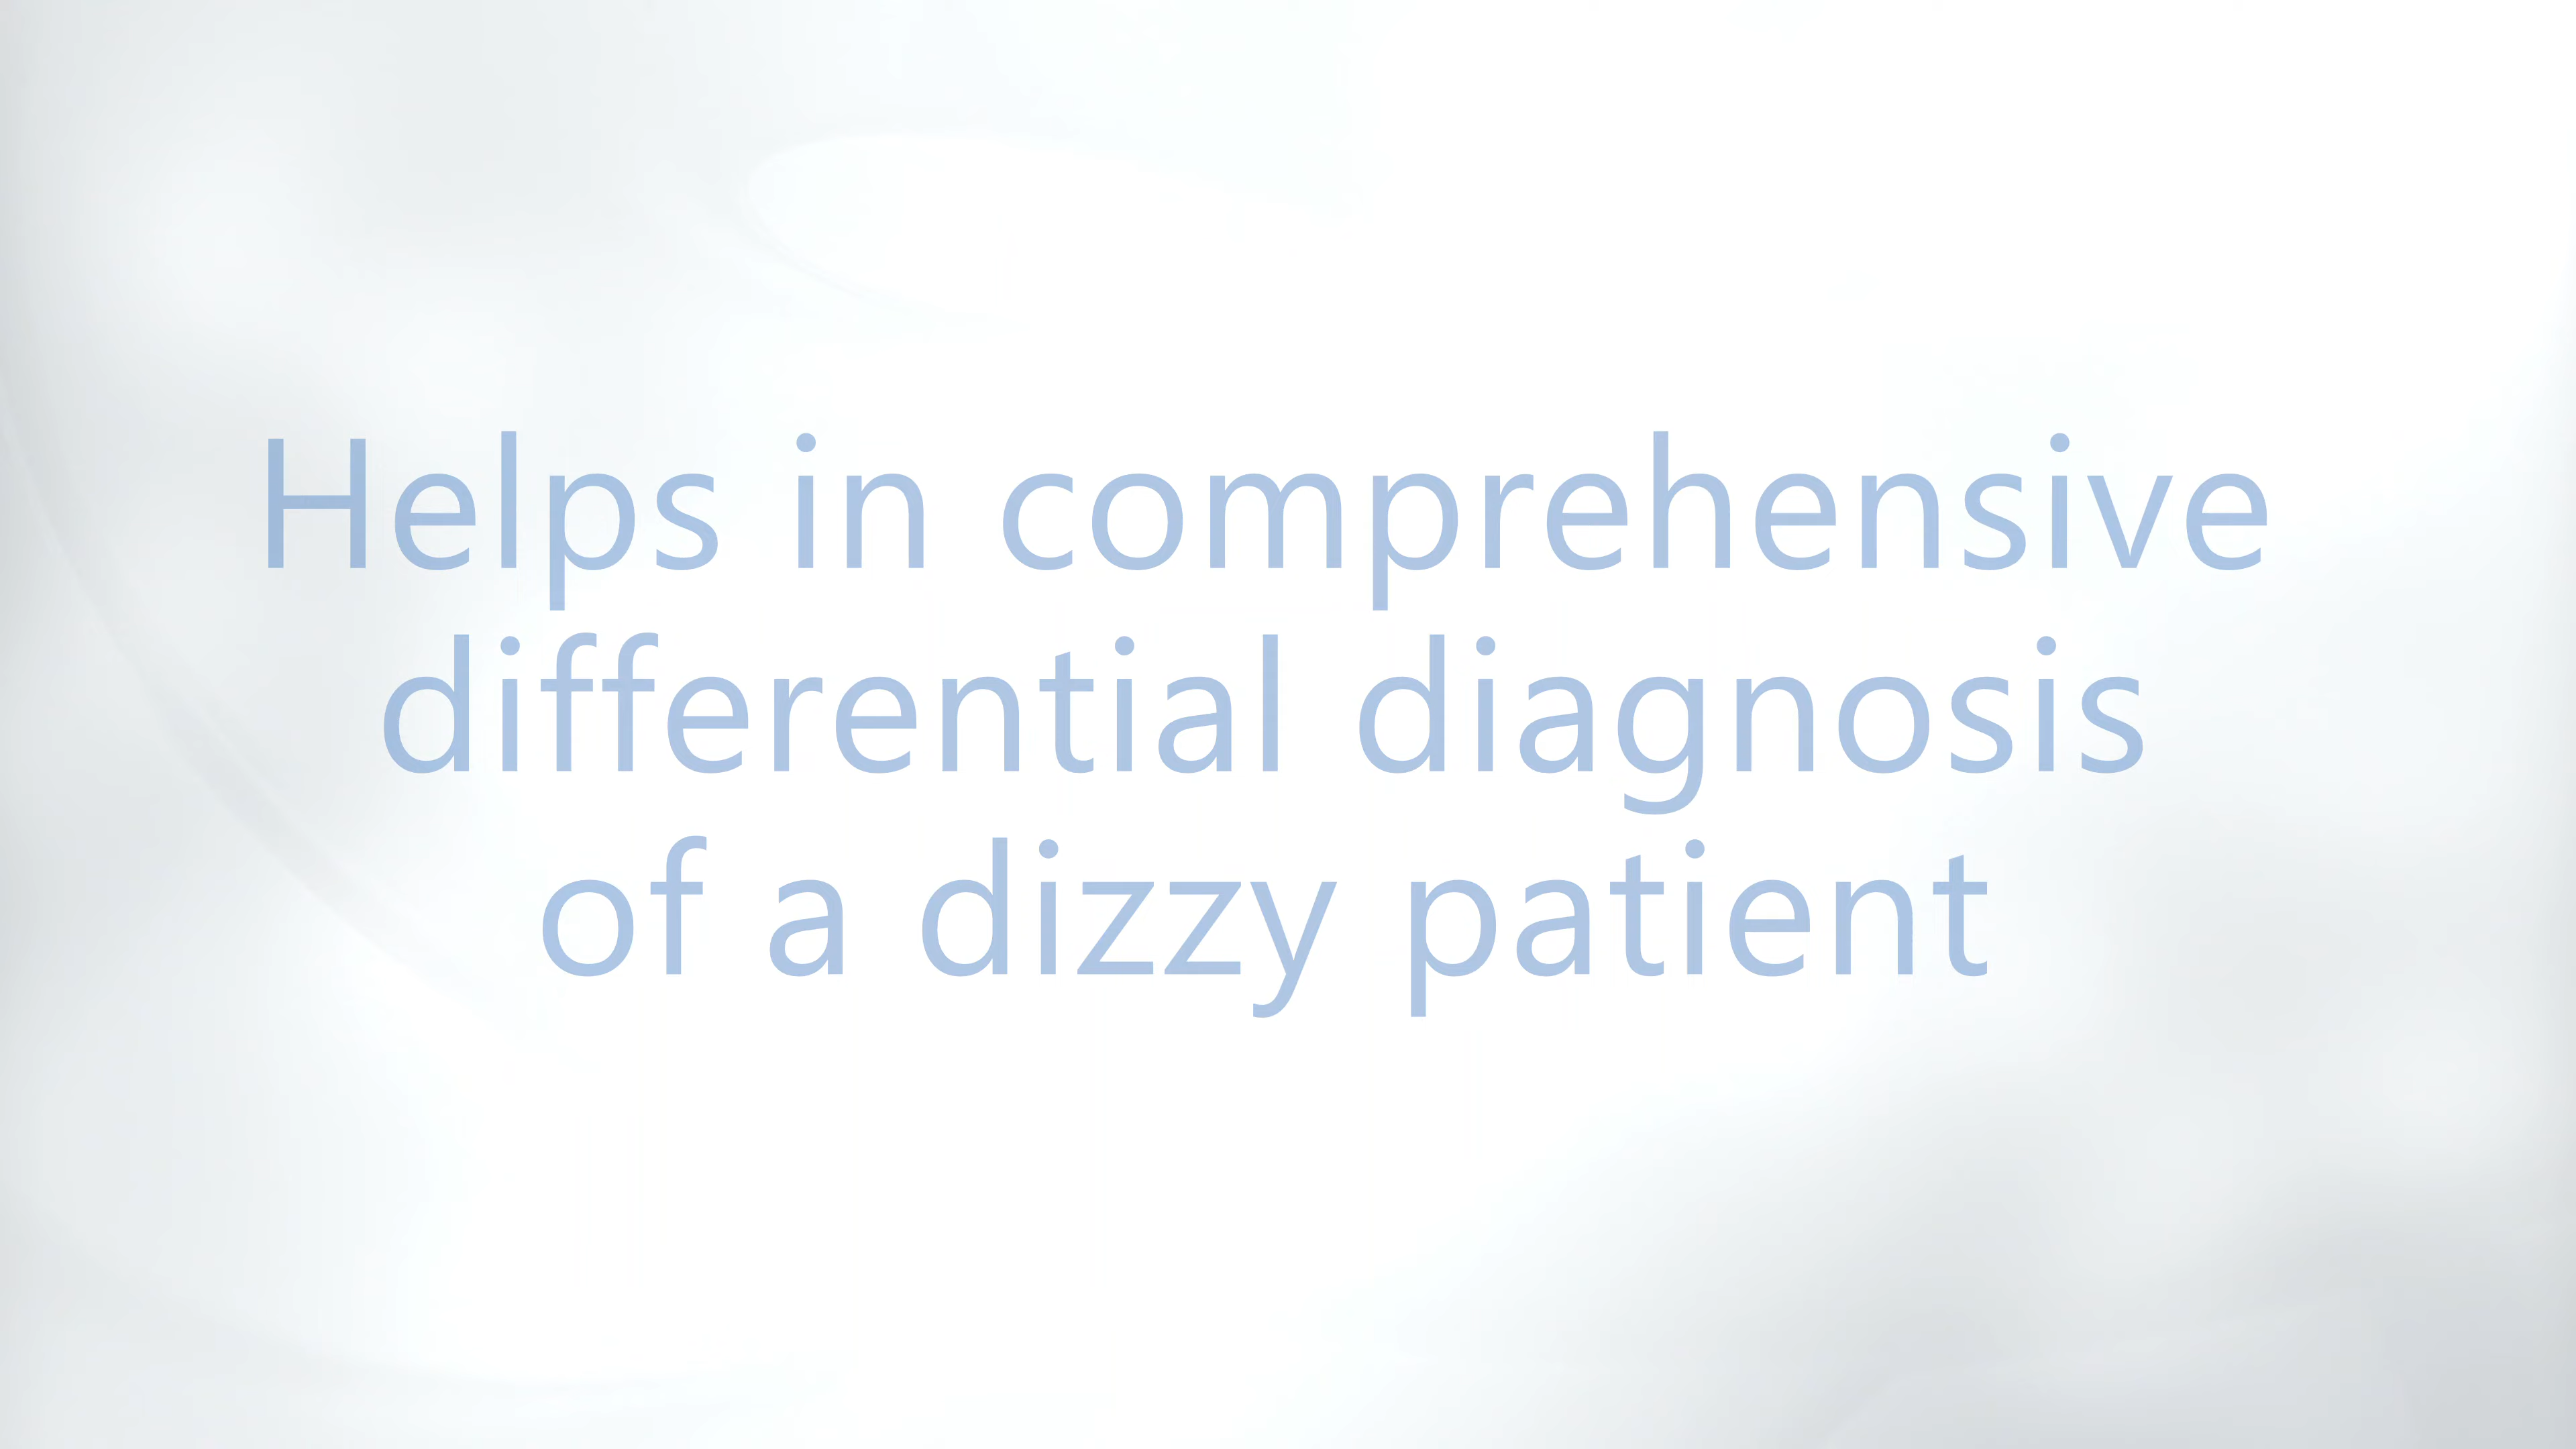 Helps in comprehensive
differential diagnosis
of a dizzy patient